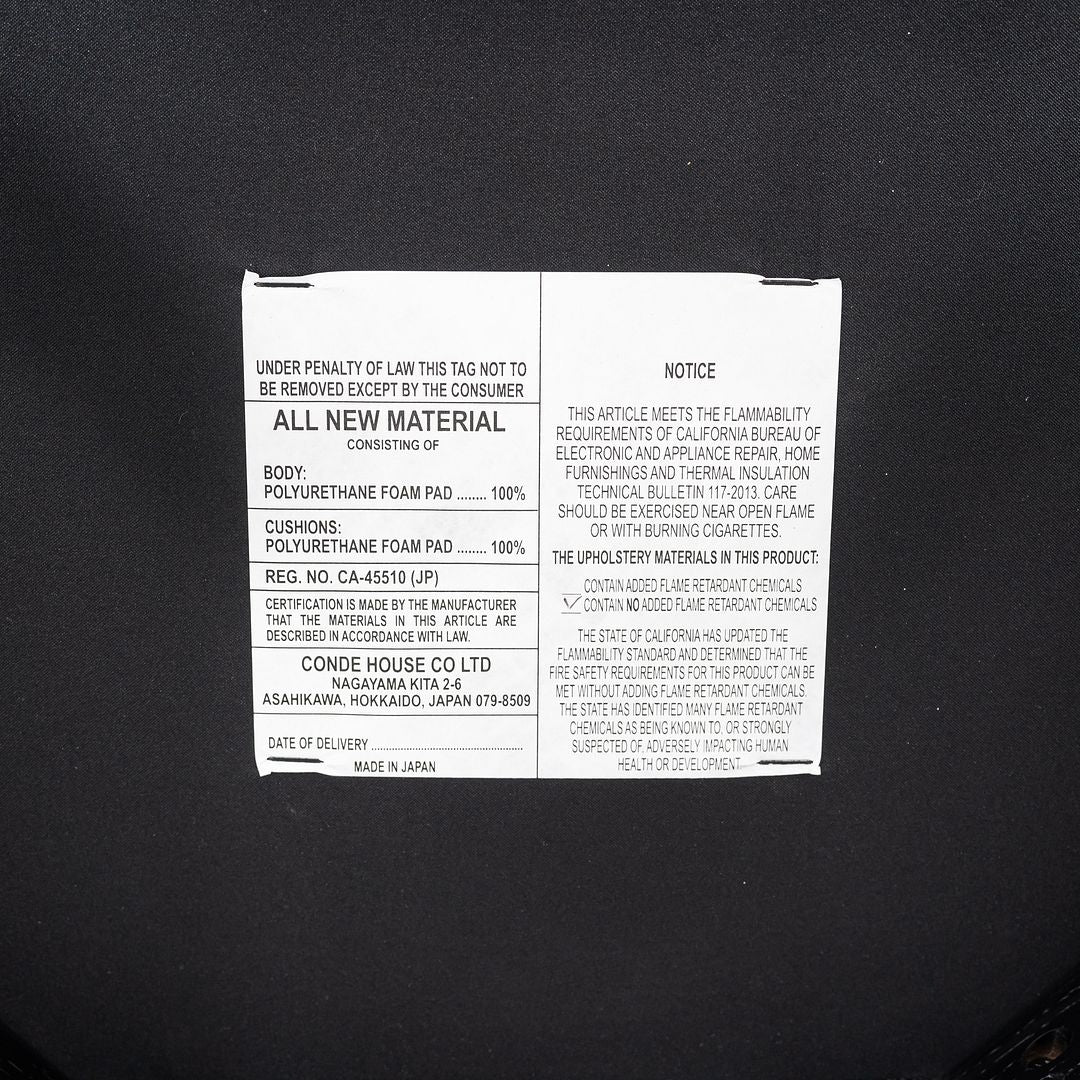 UNDER PENALTY OF LAW THIS TAG NOT TO
BE REMOVED EXCEPT BY THE CONSUMER
ALL NEW MATERIAL
CONSISTING OF
BODY:
POLYURETHANE FOAM PAD ........ 100%
CUSHIONS:
POLYURETHANE FOAM PAD ........ 100%
REG. NO. CA-45510 (JP)
CERTIFICATION IS MADE BY THE MANUFACTURER
THAT THE MATERIALS IN THIS ARTICLE ARE
DESCRIBED IN ACCORDANCE WITH LAW.
CONDE HOUSE CO LTD
NAGAYAMA KITA 2-6
ASAHIKAWA, HOKKAIDO, JAPAN 079-8509
DATE OF DELIVERY ....................................................
MADE IN JAPAN
NOTICE
THIS ARTICLE MEETS THE FLAMMABILITY
REQUIREMENTS OF CALIFORNIA BUREAU OF
ELECTRONIC AND APPLIANCE REPAIR, HOME
FURNISHINGS AND THERMAL INSULATION
TECHNICAL BULLETIN 117-2013. CARE
SHOULD BE EXERCISED NEAR OPEN FLAME
OR WITH BURNING CIGARETTES.
THE UPHOLSTERY MATERIALS IN THIS PRODUCT:
CONTAIN ADDED FLAME RETARDANT CHEMICALS
✓ CONTAIN NO ADDED FLAME RETARDANT CHEMICALS
THE STATE OF CALIFORNIA HAS UPDATED THE
FLAMMABILITY STANDARD AND DETERMINED THAT THE
FIRE SAFETY REQUIREMENTS FOR THIS PRODUCT CAN BE
MET WITHOUT ADDING FLAME RETARDANT CHEMICALS.
THE STATE HAS IDENTIFIED MANY FLAME RETARDANT
CHEMICALS AS BEING KNOWN TO, OR STRONGLY
SUSPECTED OF, ADVERSELY IMPACTING HUMAN
HEALTH OR DEVELOPMENT.